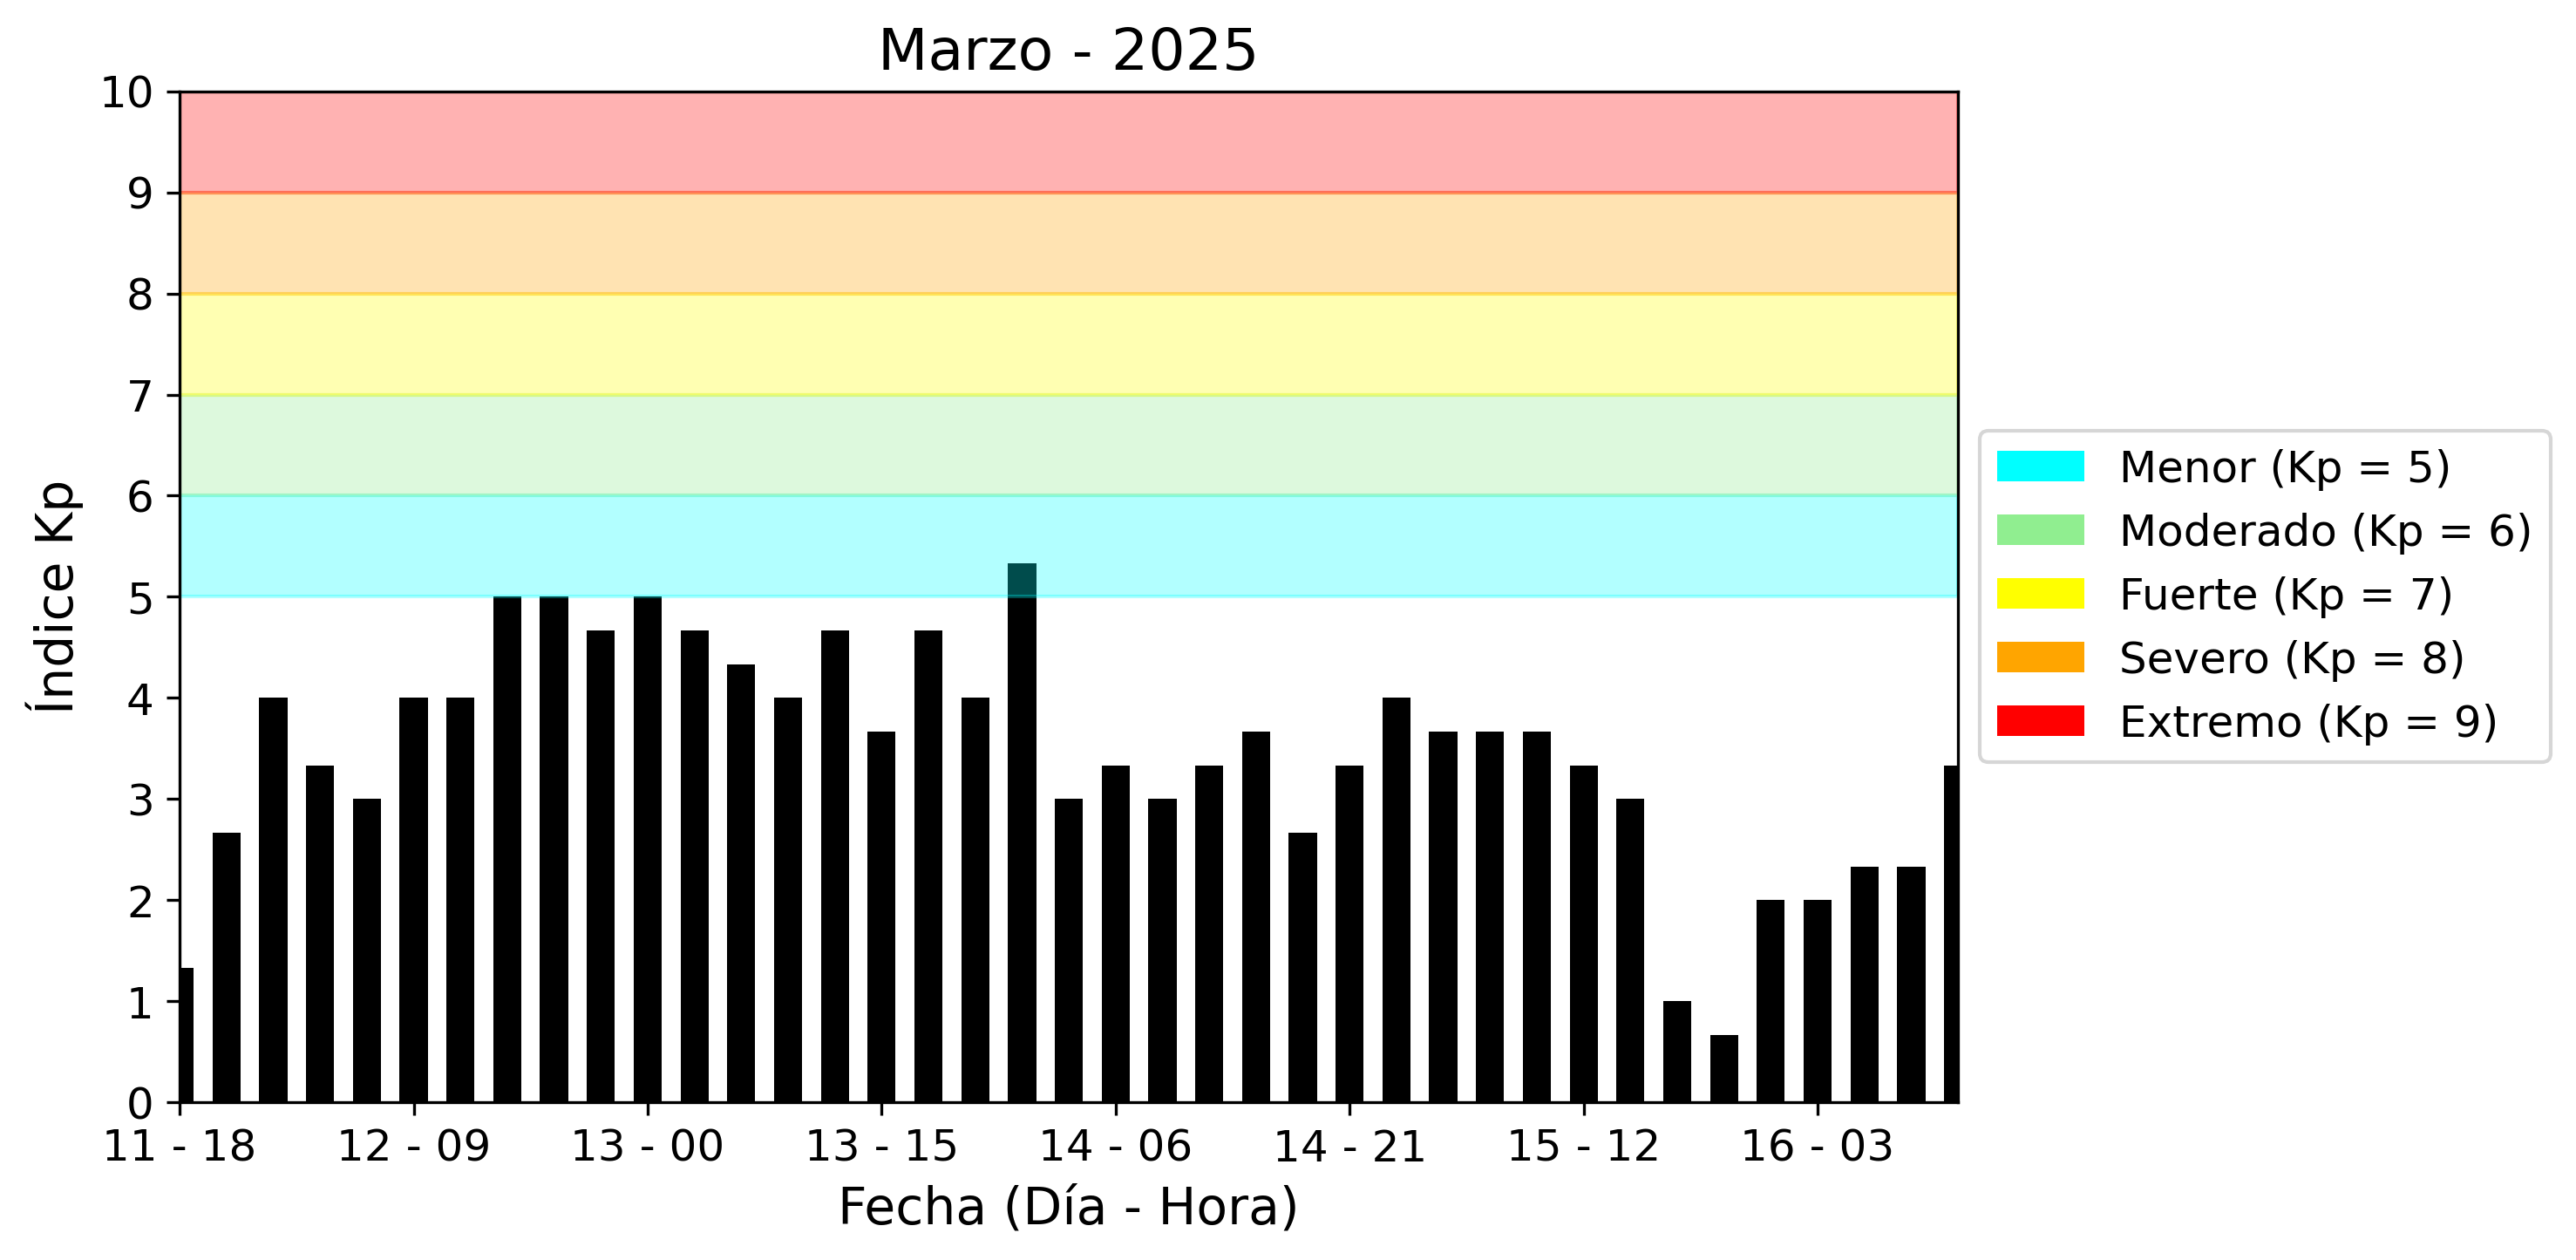 Marzo - 2025
10
9
8
7
6
5
4
3
2
1
0
Índice Kp
11 - 18
12 - 09
13 - 00
13 - 15
14 - 06
14 - 21
15 - 12
16 - 03
Fecha (Día - Hora)
Menor (Kp = 5)
Moderado (Kp = 6)
Fuerte (Kp = 7)
Severo (Kp = 8)
Extremo (Kp = 9)